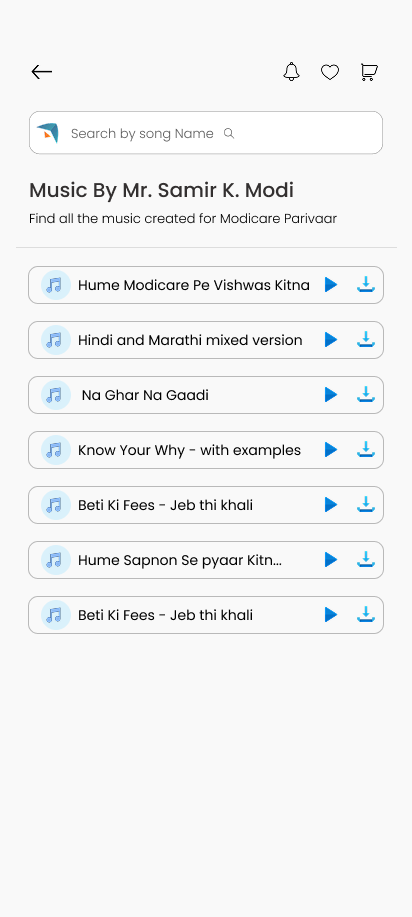 Search by song Name
Music By Mr. Samir K. Modi
Find all the music created for Modicare Parivaar
Hume Modicare Pe Vishwas Kitna
Hindi and Marathi mixed version
Na Ghar Na Gaadi
Know Your Why - with examples
Beti Ki Fees - Jeb thi khali
Hume Sapnon Se pyaar Kitn...
Beti Ki Fees - Jeb thi khali